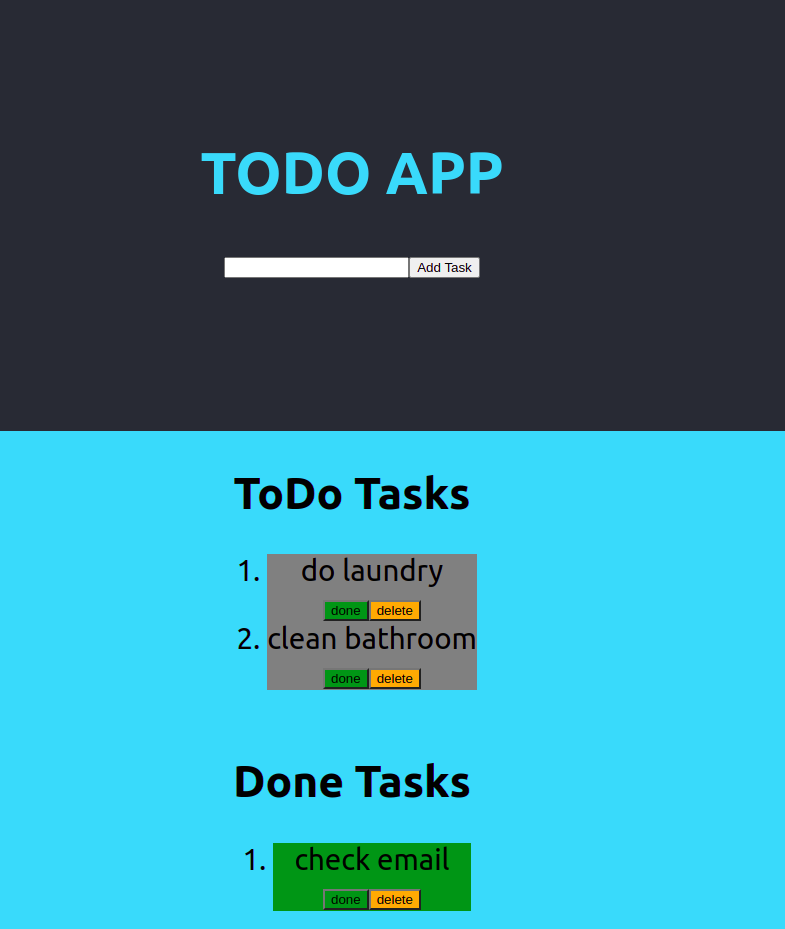 TODO APP
Add Task
ToDo Tasks
1. do laundry
done delete
2. clean bathroom
done delete
Done Tasks
1. check email
done delete